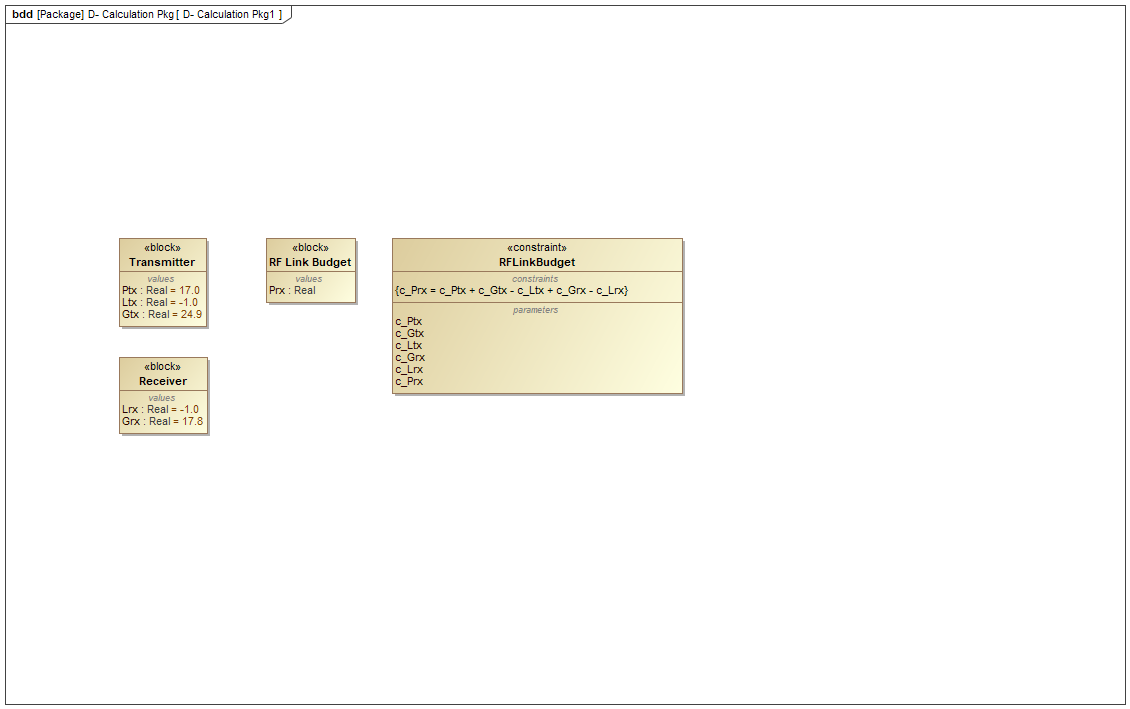 bdd [Package] D- Calculation Pkg [ D- Calculation Pkg1 ]
«block»
Transmitter
values
Ptx : Real = 17.0
Ltx : Real = -1.0
Gtx : Real = 24.9
«block»
RF Link Budget
values
Prx : Real
«constraint»
RFLinkBudget
constraints
{c_Prx = c_Ptx + c_Gtx - c_Ltx + c_Grx - c_Lrx}
parameters
c_Ptx
c_Gtx
c_Ltx
c_Grx
c_Lrx
c_Prx
«block»
Receiver
values
Lrx : Real = -1.0
Grx : Real = 17.8